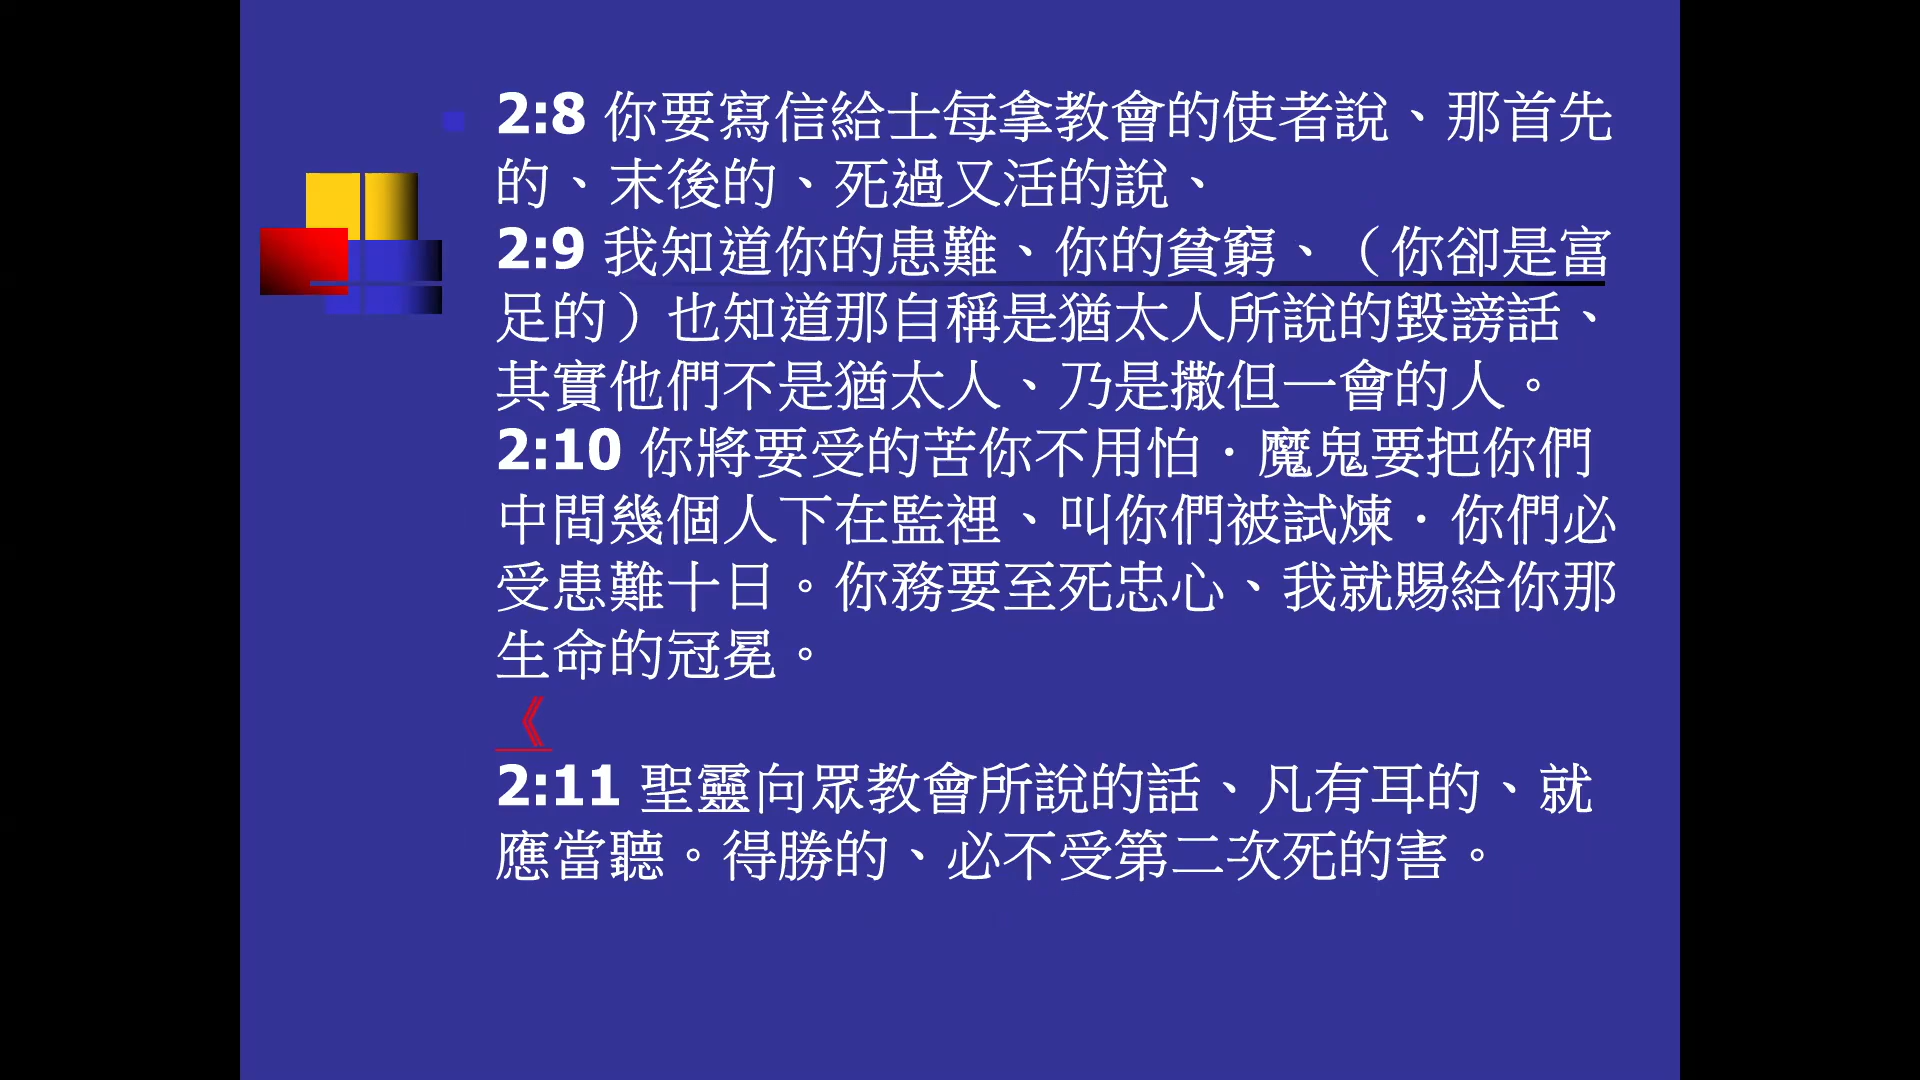 2:8 你要寫信給士每拿教會的使者說、那首先
的、末後的、死過又活的說、
2:9 我知道你的患難、你的貧窮、（你卻是富
足的）也知道那自稱是猶太人所說的毀謗話、
其實他們不是猶太人、乃是撒但一會的人。
2:10 你將要受的苦你不用怕．魔鬼要把你們
中間幾個人下在監裡、叫你們被試煉．你們必
受患難十日。你務要至死忠心、我就賜給你那
生命的冠冕。
《
2:11 聖靈向眾教會所說的話、凡有耳的、就
應當聽。得勝的、必不受第二次死的害。